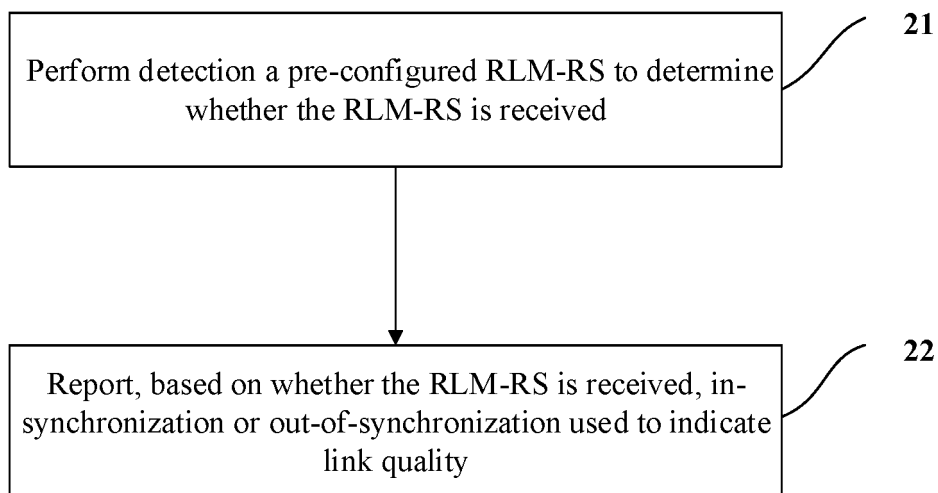 21
Perform detection a pre-configured RLM-RS to determine
whether the RLM-RS is received
22
Report, based on whether the RLM-RS is received, in-
synchronization or out-of-synchronization used to indicate
link quality